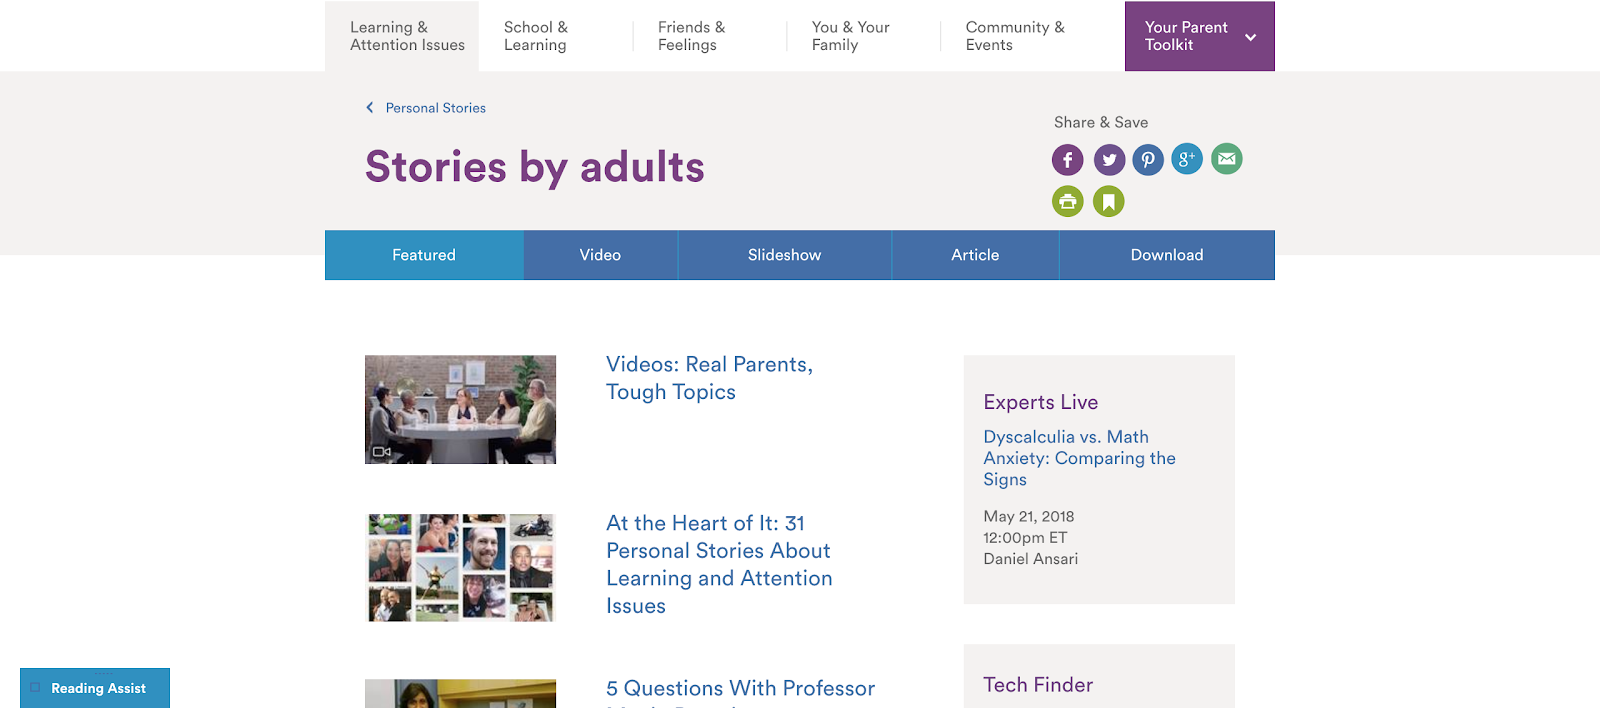 Learning &
Attention Issues
School &
Learning
Friends &
Feelings
You & Your
Family
Community &
Events
Your Parent
Toolkit
Personal Stories
Stories by adults
Share & Save
Featured
Video
Slideshow
Article
Download
Videos: Real Parents,
Tough Topics
At the Heart of It: 31
Personal Stories About
Learning and Attention
Issues
5 Questions With Professor
Experts Live
Dyscalculia vs. Math
Anxiety: Comparing the
Signs
May 21, 2018
12:00pm ET
Daniel Ansari
Tech Finder
Reading Assist